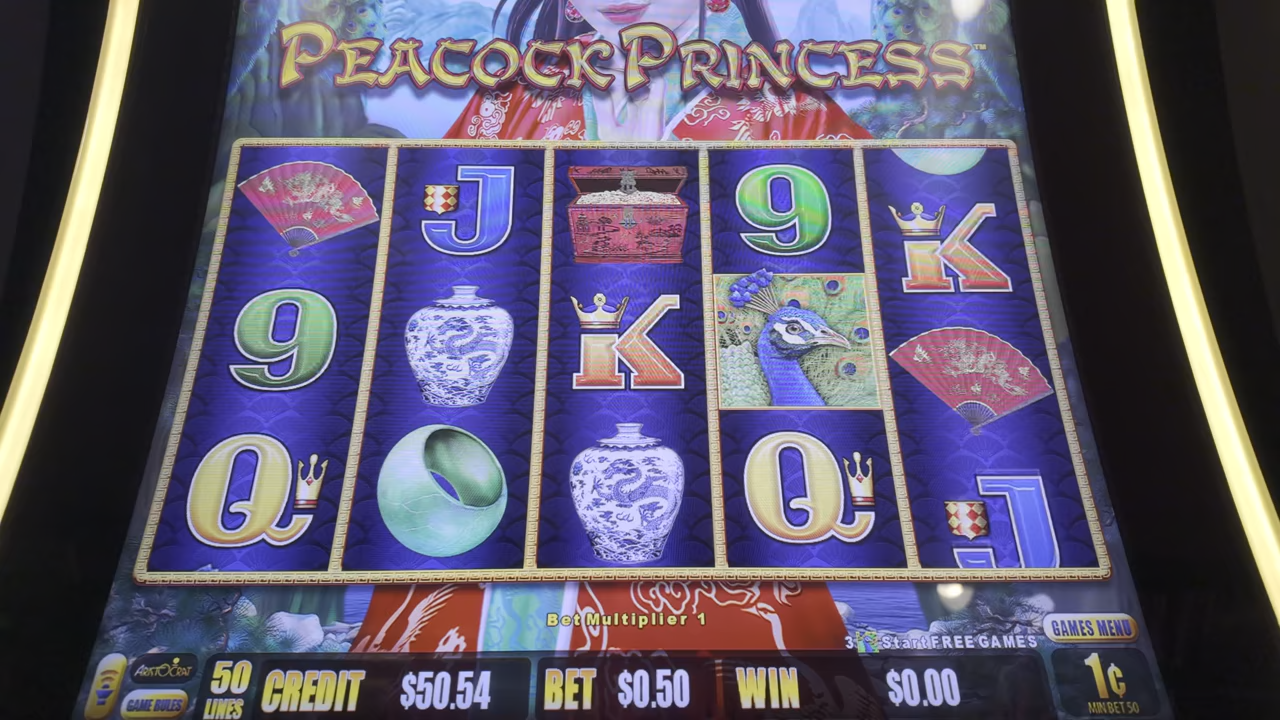 PEACOCK PRINCESS™
J
9
K
9
K
Q
Q
J
Bet Multiplier 1
3 Start FREE GAMES
GAMES MENU
ARISTOCRAT
GAME RULES
50 LINES
CREDIT $50.54
BET $0.50
WIN $0.00
1¢
MIN BET 50